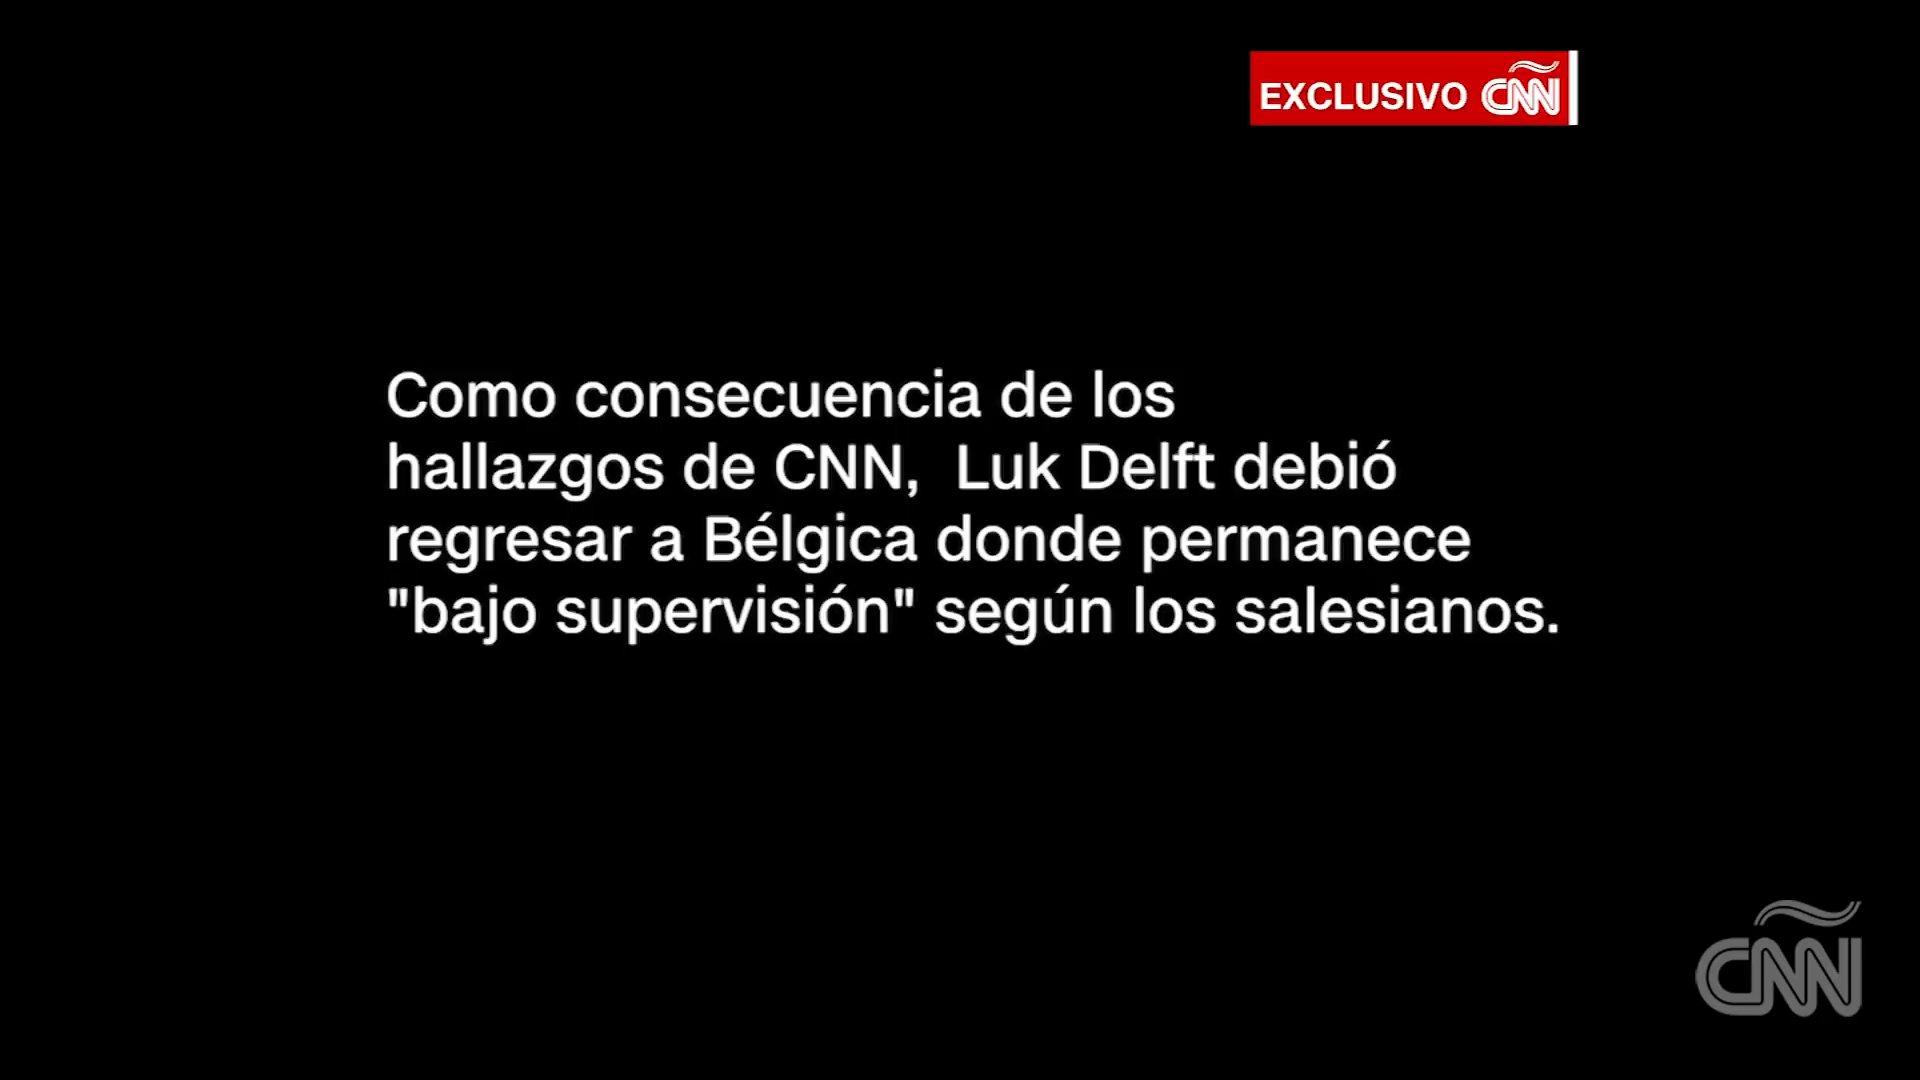 EXCLUSIVO CNN
Como consecuencia de los
hallazgos de CNN,  Luk Delft debió
regresar a Bélgica donde permanece
"bajo supervisión" según los salesianos.
CNN